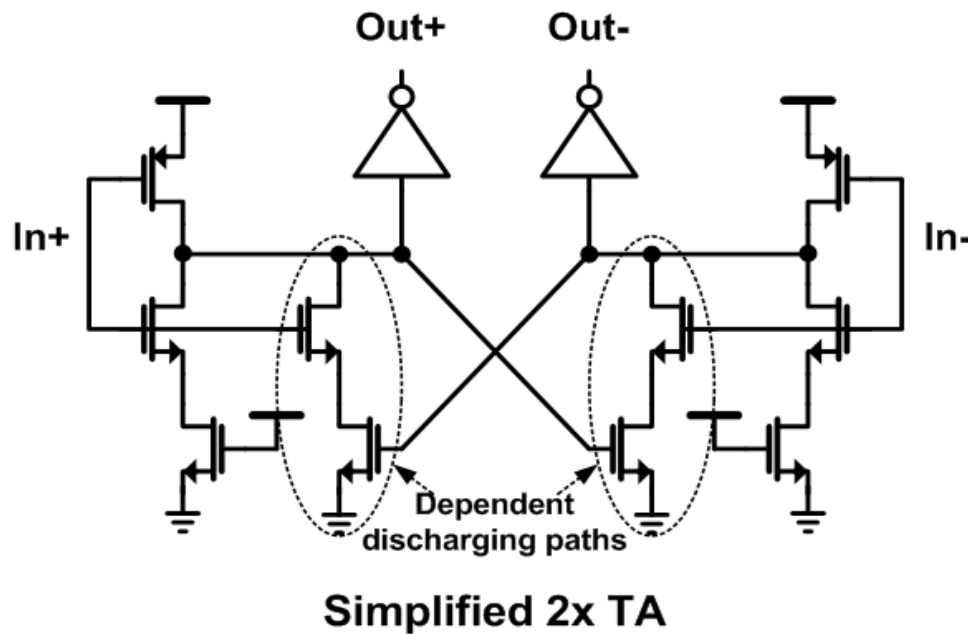 Out+ Out-
In+ In-
Dependent
discharging paths
Simplified 2x TA